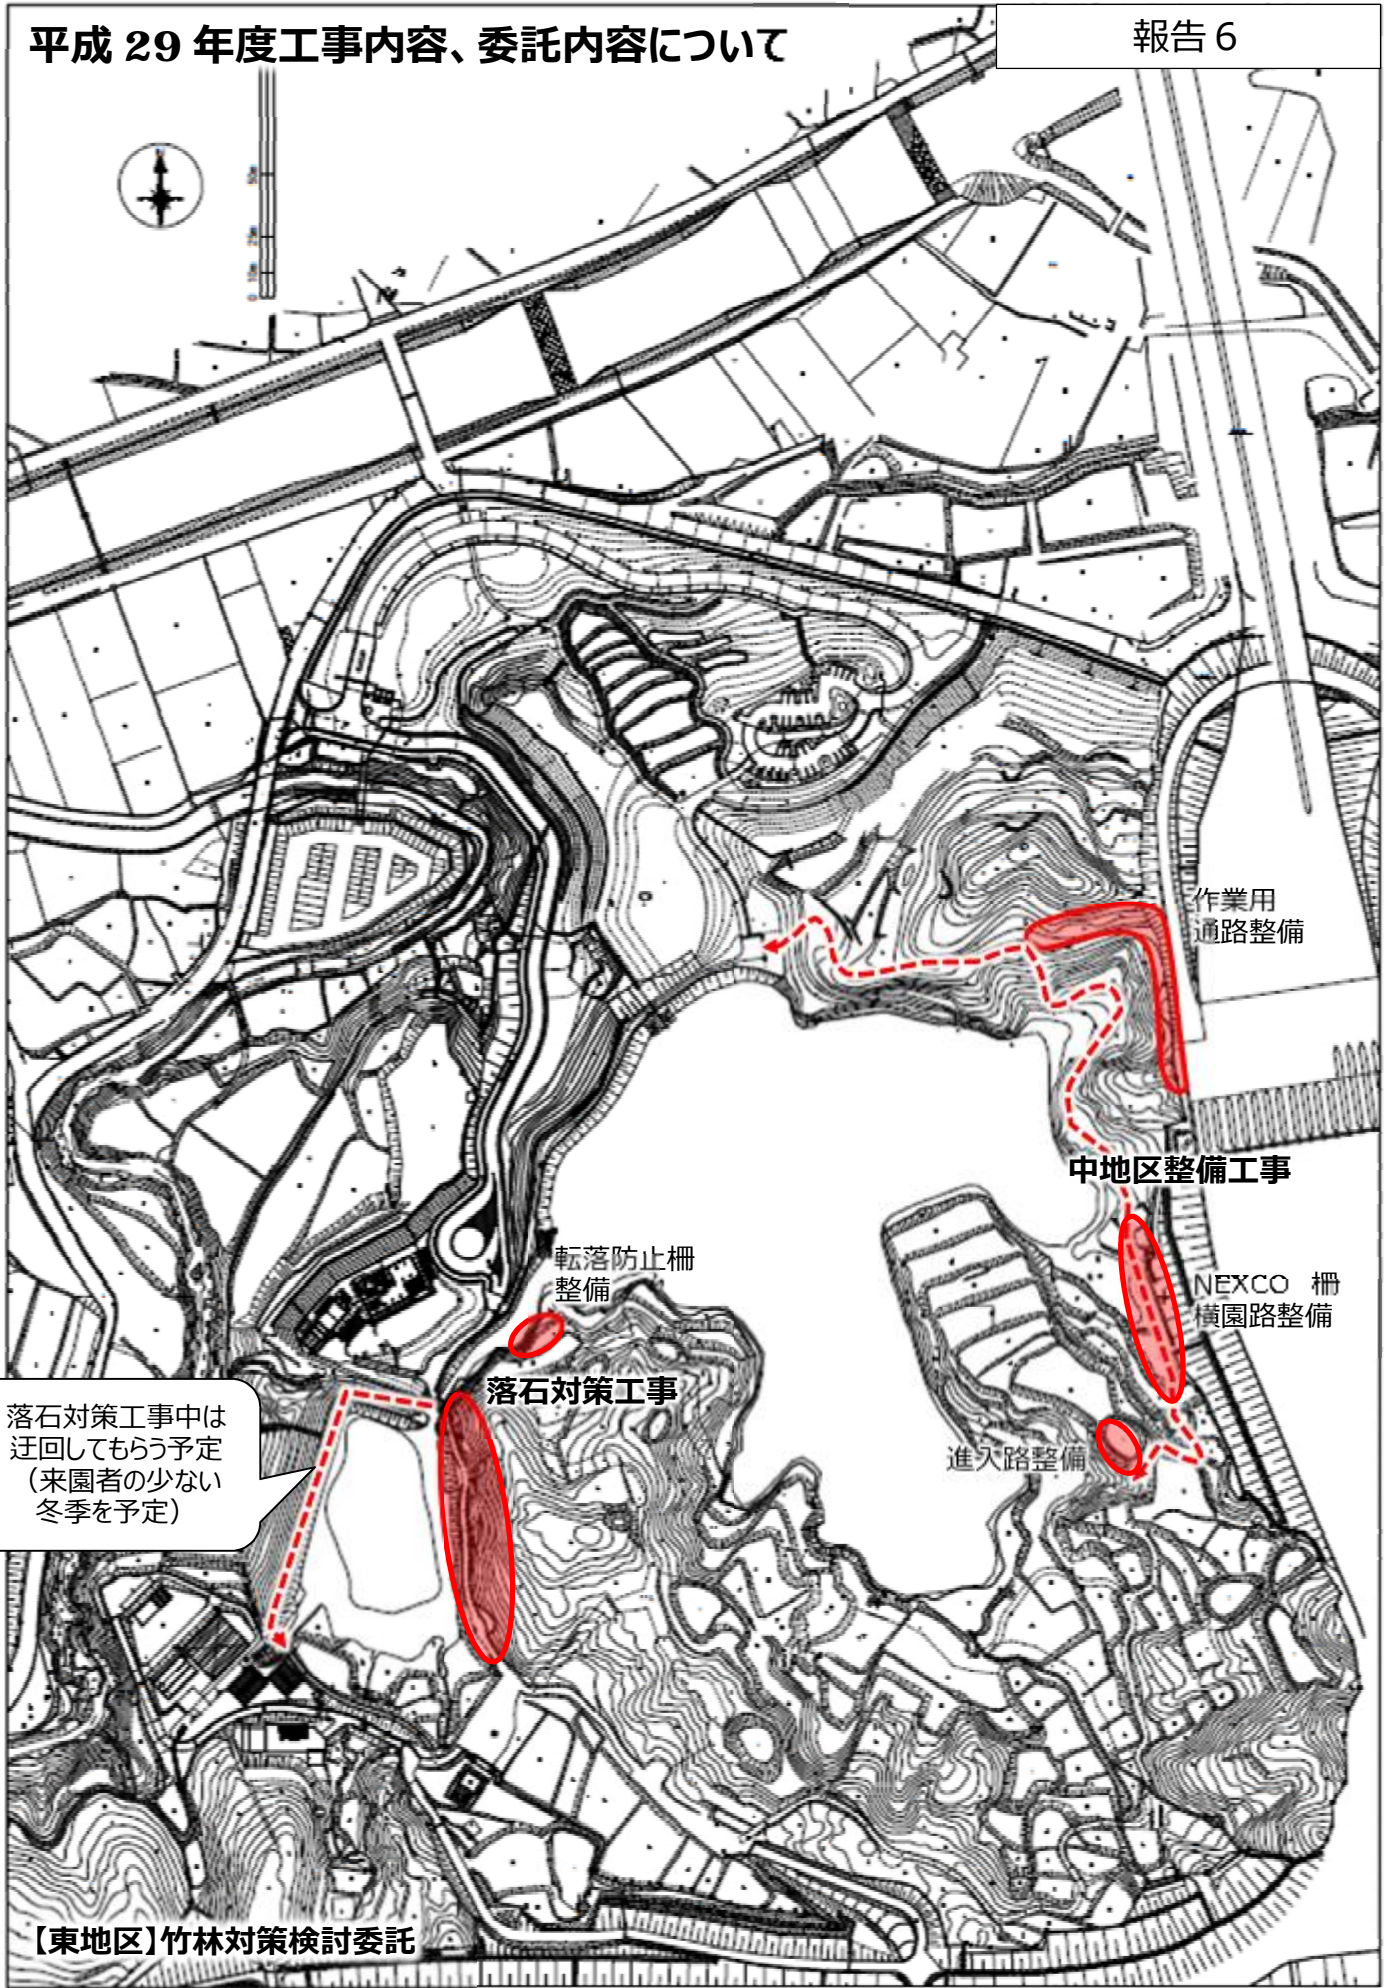 平成 29 年度工事内容、委託内容について
報告６
作業用
通路整備
中地区整備工事
転落防止柵
整備
NEXCO 柵
横園路整備
落石対策工事
進入路整備
落石対策工事中は
迂回してもらう予定
（来園者の少ない
冬季を予定）
【東地区】竹林対策検討委託